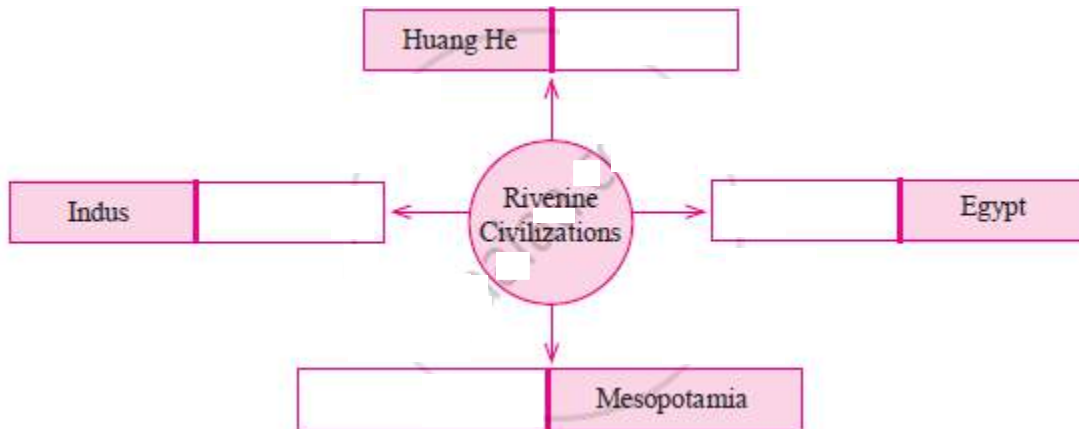 Huang He
Indus
Riverine
Civilizations
Egypt
Mesopotamia